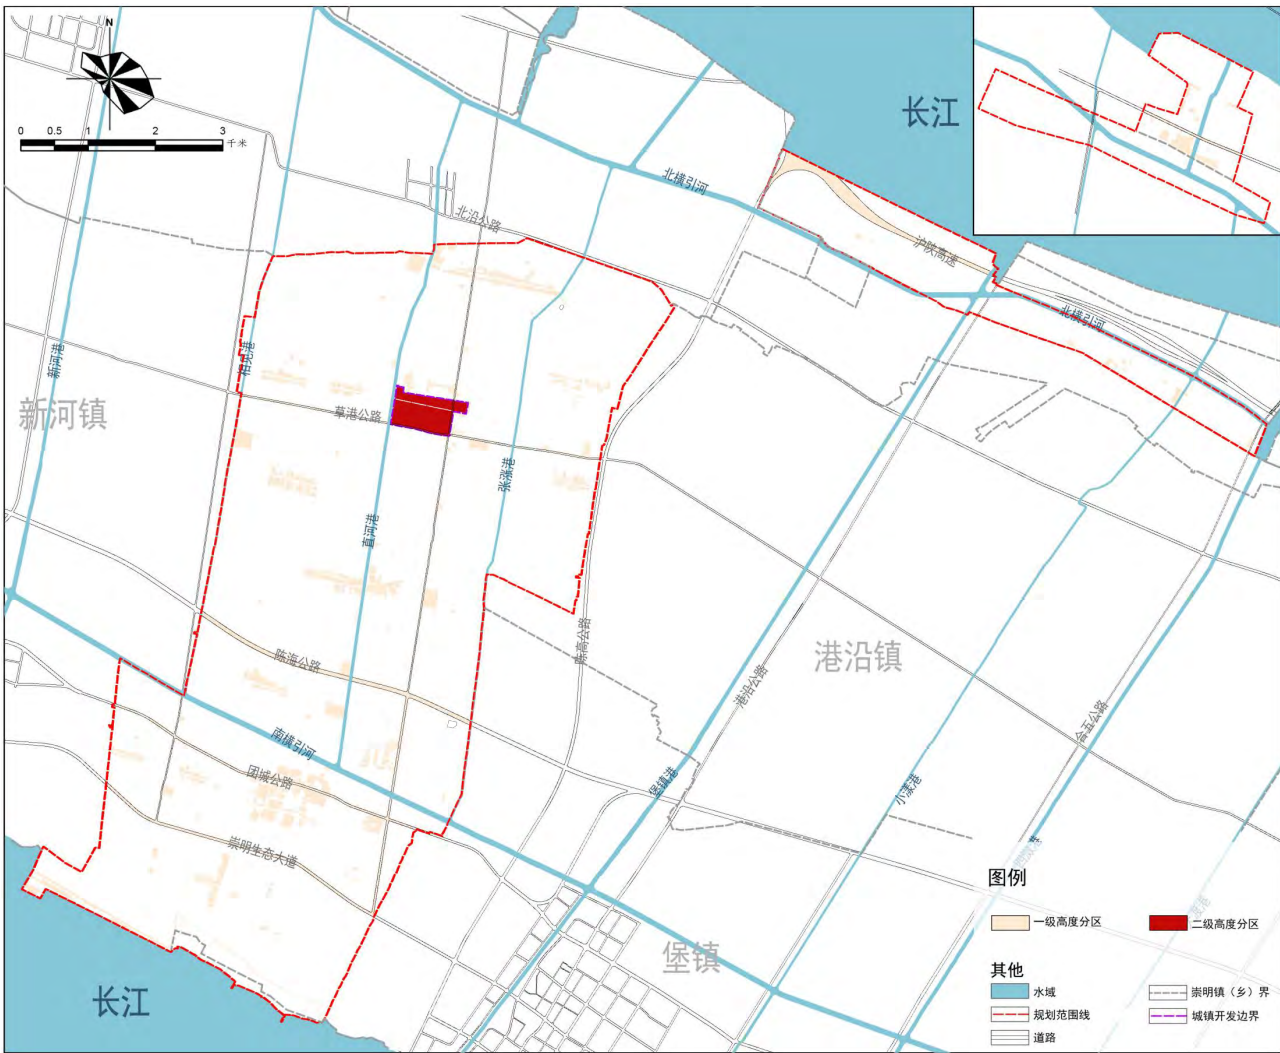 N
0 0.5 1 2 3
千米
长江
北横引河
北沿公路
沪陕高速
北横引河
新河港
相见港
新河镇
草港公路
张涨港
直河港
陈海公路
陈高公路
港沿镇
港沿公路
合五公路
南横引河
团城公路
堡镇港
小漾港
崇明生态大道
堡镇
长江
图例
一级高度分区
二级高度分区
其他
水域
崇明镇（乡）界
规划范围线
城镇开发边界
道路